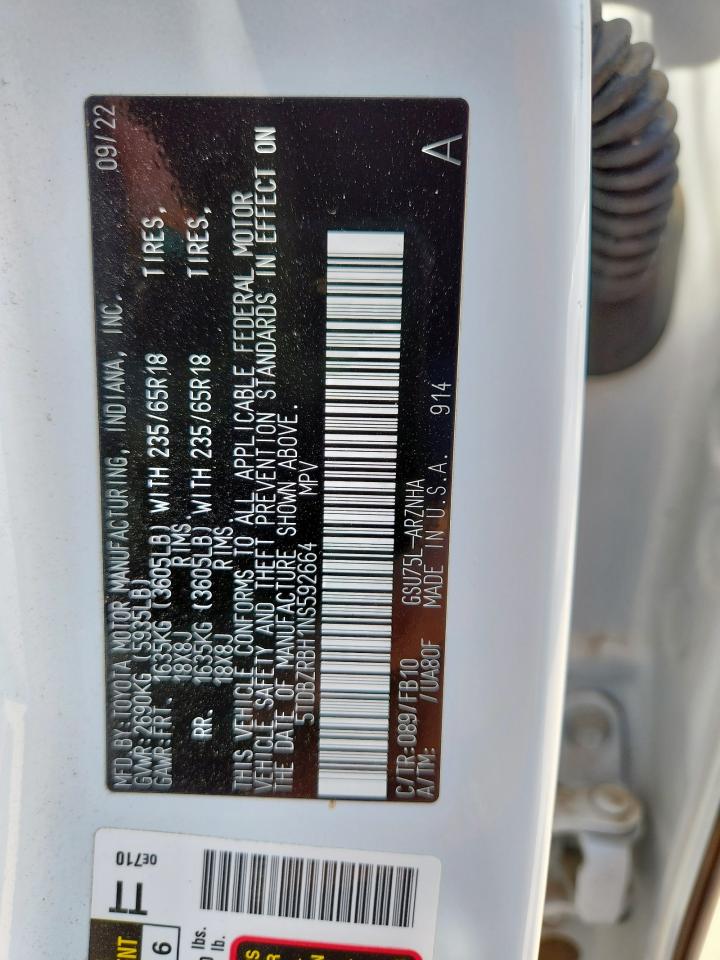 MFD.BY:TOYOTA MOTOR MANUFACTURING, INDIANA, INC. 09/22
GVWR:2690KG (5935LB)
GAWR:FRT. 1635KG (3605LB) WITH 235/65R18 TIRES,
18X8J RIMS
RR. 1635KG (3605LB) WITH 235/65R18 TIRES,
18X8J RIMS
THIS VEHICLE CONFORMS TO ALL APPLICABLE FEDERAL MOTOR
VEHICLE SAFETY AND THEFT PREVENTION STANDARDS IN EFFECT ON
THE DATE OF MANUFACTURE SHOWN ABOVE.
5TDBZRBH1NS592664 MPV
C/TR:089/FB10 GSU75L-ARZNHA
A/TM: /UA80F MADE IN U.S.A. 914 A
0E710
6
lbs.
lb.